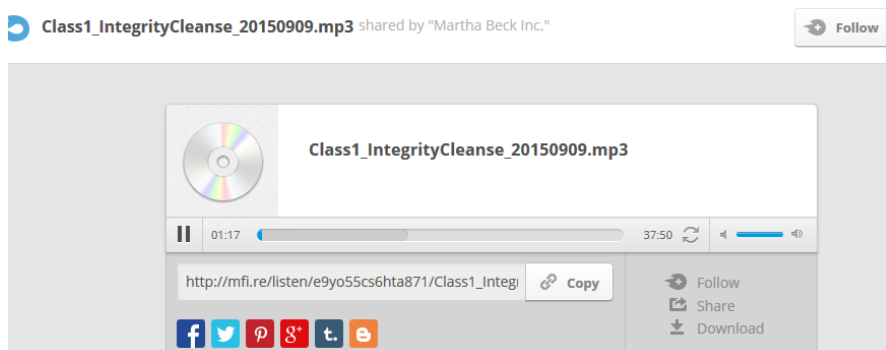 Class1_IntegrityCleanse_20150909.mp3 shared by "Martha Beck Inc."
Follow
Class1_IntegrityCleanse_20150909.mp3
01:17
37:50
http://mfi.re/listen/e9yo55cs6hta871/Class1_Integ
Copy
Follow
Share
Download